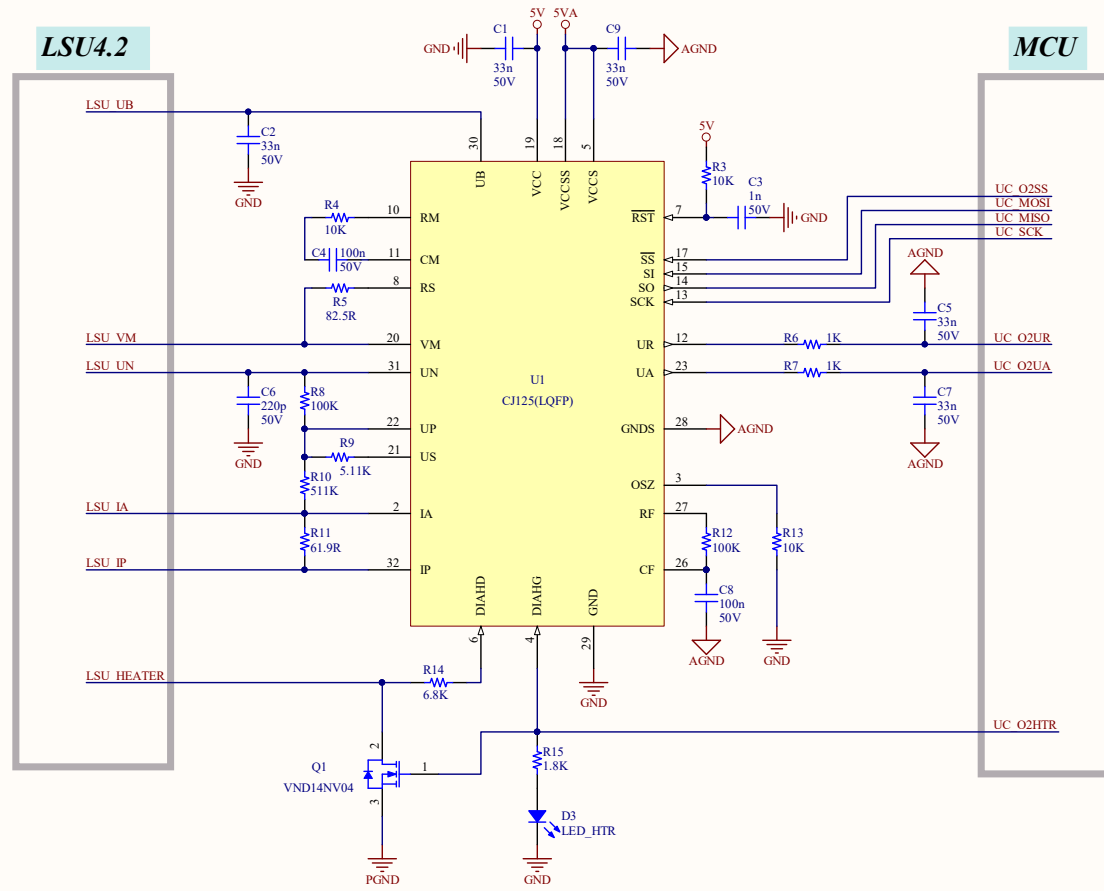 LSU4.2
MCU
5V
5VA
C1
33n
50V
GND
C9
33n
50V
AGND
LSU_UB
C2
33n
50V
GND
30
19
18
5
UB
VCC
VCCSS
VCCS
5V
R3
10K
C3
1n
50V
GND
7
RST
R4
10K
10
RM
C4
100n
50V
11
CM
8
RS
R5
82.5R
SS
17
SI
15
SO
14
SCK
13
UC_O2SS
UC_MOSI
UC_MISO
UC_SCK
AGND
C5
33n
50V
LSU_VM
20
VM
UR
12
R6
1K
UC_O2UR
LSU_UN
31
UN
UA
23
R7
1K
UC_O2UA
C6
220p
50V
GND
R8
100K
U1
CJ125(LQFP)
C7
33n
50V
AGND
22
UP
GNDS
28
AGND
R9
5.11K
21
US
R10
511K
OSZ
3
LSU_IA
2
IA
RF
27
R11
61.9R
R12
100K
R13
10K
LSU_IP
32
IP
CF
26
C8
100n
50V
AGND
GND
DIAHD
DIAHG
GND
6
4
29
GND
LSU_HEATER
R14
6.8K
UC_O2HTR
2
Q1
VND14NV04
1
3
PGND
R15
1.8K
D3
LED_HTR
GND